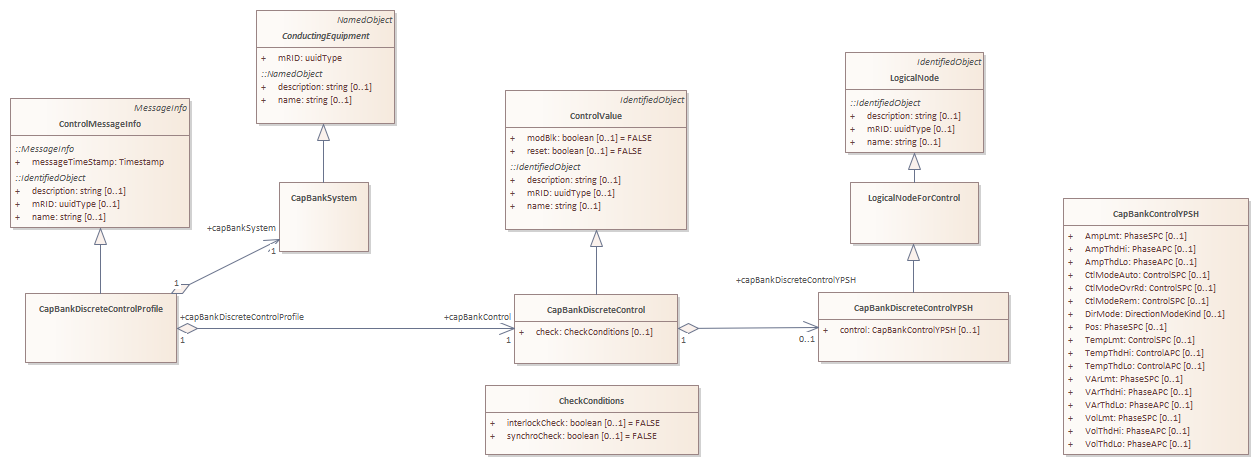 NamedObject
ConductingEquipment
+ mRID: uuidType
::NamedObject
+ description: string [0..1]
+ name: string [0..1]
MessageInfo
ControlMessageInfo
::MessageInfo
+ messageTimeStamp: Timestamp
::IdentifiedObject
+ description: string [0..1]
+ mRID: uuidType [0..1]
+ name: string [0..1]
CapBankSystem
+capBankSystem
1
1
CapBankDiscreteControlProfile
+capBankDiscreteControlProfile
1
+capBankControl
1
IdentifiedObject
ControlValue
+ modBlk: boolean [0..1] = FALSE
+ reset: boolean [0..1] = FALSE
::IdentifiedObject
+ description: string [0..1]
+ mRID: uuidType [0..1]
+ name: string [0..1]
CapBankDiscreteControl
+ check: CheckConditions [0..1]
1
+capBankDiscreteControlYPSH
0..1
CheckConditions
+ interlockCheck: boolean [0..1] = FALSE
+ synchroCheck: boolean [0..1] = FALSE
IdentifiedObject
LogicalNode
::IdentifiedObject
+ description: string [0..1]
+ mRID: uuidType [0..1]
+ name: string [0..1]
LogicalNodeForControl
CapBankDiscreteControlYPSH
+ control: CapBankControlYPSH [0..1]
CapBankControlYPSH
+ AmpLmt: PhaseSPC [0..1]
+ AmpThdHi: PhaseAPC [0..1]
+ AmpThdLo: PhaseAPC [0..1]
+ CtlModeAuto: ControlSPC [0..1]
+ CtlModeOvrRd: ControlSPC [0..1]
+ CtlModeRem: ControlSPC [0..1]
+ DirMode: DirectionModeKind [0..1]
+ Pos: PhaseSPC [0..1]
+ TempLmt: ControlSPC [0..1]
+ TempThdHi: ControlAPC [0..1]
+ TempThdLo: ControlAPC [0..1]
+ VArLmt: PhaseSPC [0..1]
+ VArThdHi: PhaseAPC [0..1]
+ VArThdLo: PhaseAPC [0..1]
+ VolLmt: PhaseSPC [0..1]
+ VolThdHi: PhaseAPC [0..1]
+ VolThdLo: PhaseAPC [0..1]